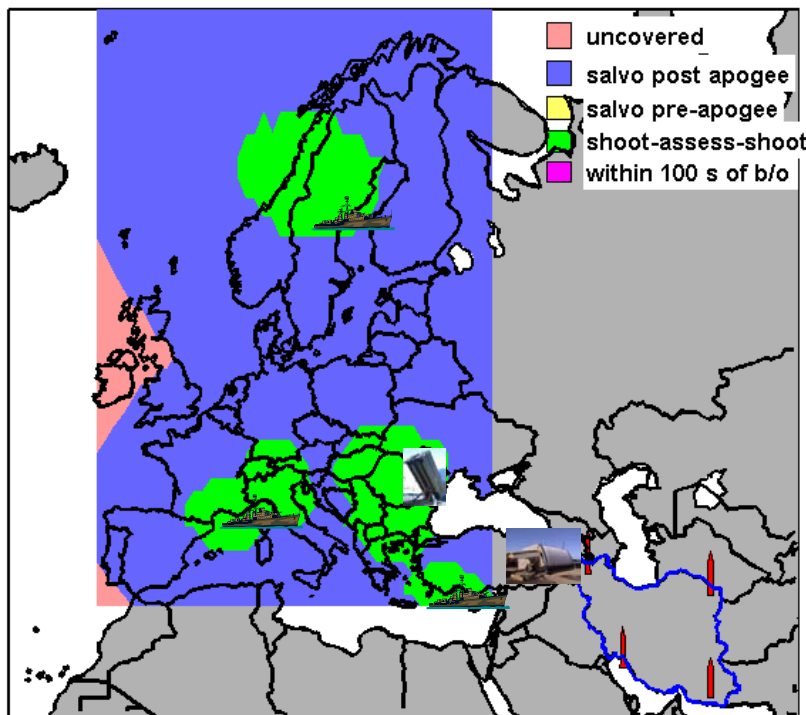 uncovered
salvo post apogee
salvo pre-apogee
shoot-assess-shoot
within 100 s of b/o